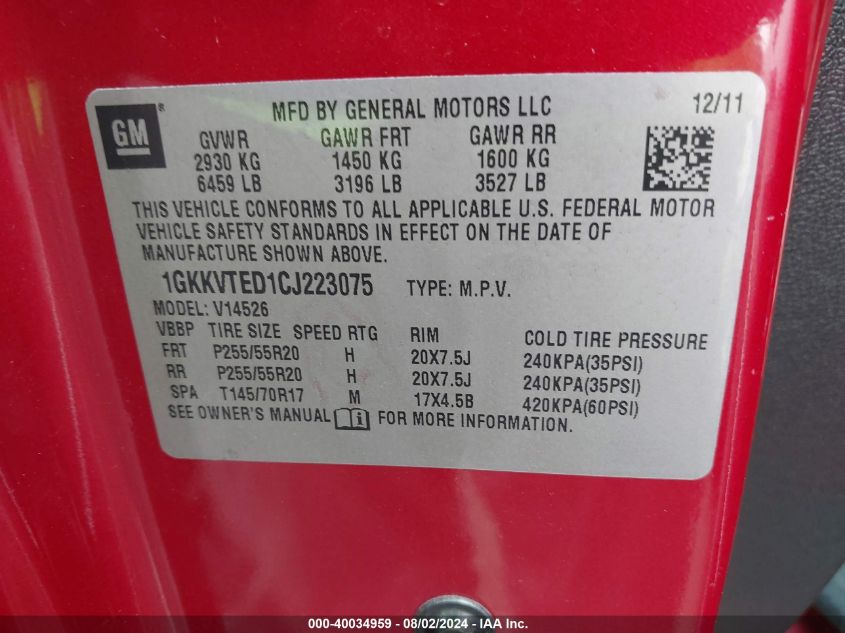 GM ®
MFD BY GENERAL MOTORS LLC 12/11
GVWR GAWR FRT GAWR RR
2930 KG 1450 KG 1600 KG
6459 LB 3196 LB 3527 LB
THIS VEHICLE CONFORMS TO ALL APPLICABLE U.S. FEDERAL MOTOR
VEHICLE SAFETY STANDARDS IN EFFECT ON THE DATE OF
MANUFACTURE SHOWN ABOVE.
1GKKVTED1CJ223075 TYPE: M.P.V.
MODEL: V14526
VBBP TIRE SIZE SPEED RTG RIM COLD TIRE PRESSURE
FRT P255/55R20 H 20X7.5J 240KPA(35PSI)
RR P255/55R20 H 20X7.5J 240KPA(35PSI)
SPA T145/70R17 M 17X4.5B 420KPA(60PSI)
SEE OWNER'S MANUAL FOR MORE INFORMATION.
000-40034959 - 08/02/2024 - IAA Inc.